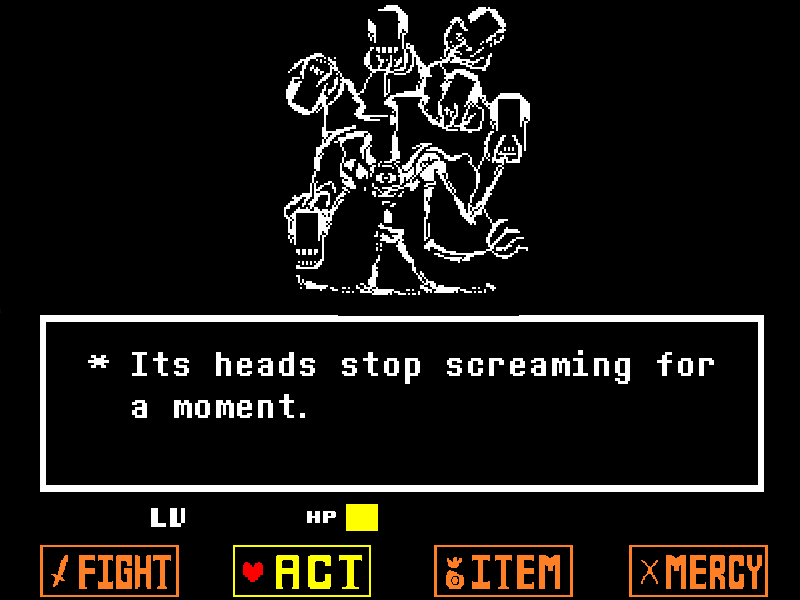 * Its heads stop screaming for
a moment.
LV
HP
FIGHT
ACT
ITEM
MERCY